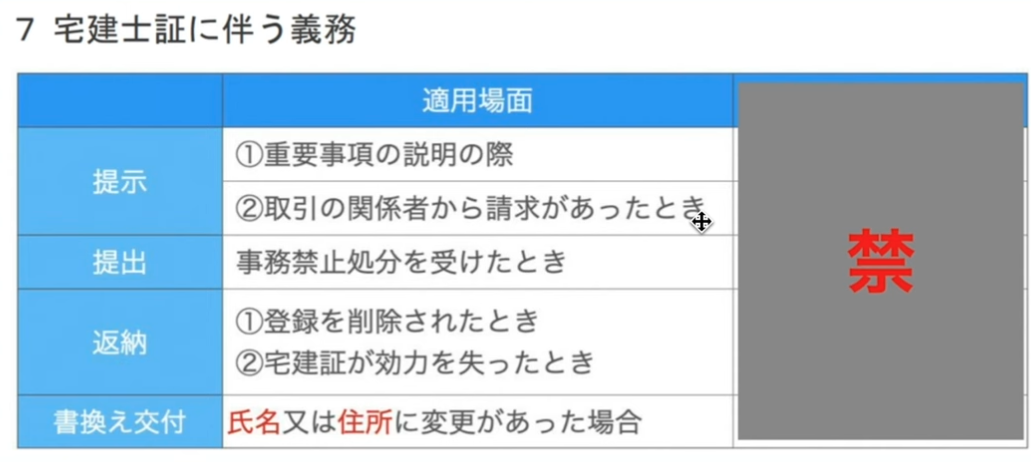 7 宅建士証に伴う義務
適用場面
提示
①重要事項の説明の際
②取引の関係者から請求があったとき
提出
事務禁止処分を受けたとき
返納
①登録を削除されたとき
②宅建証が効力を失ったとき
書換え交付
氏名又は住所に変更があった場合
禁